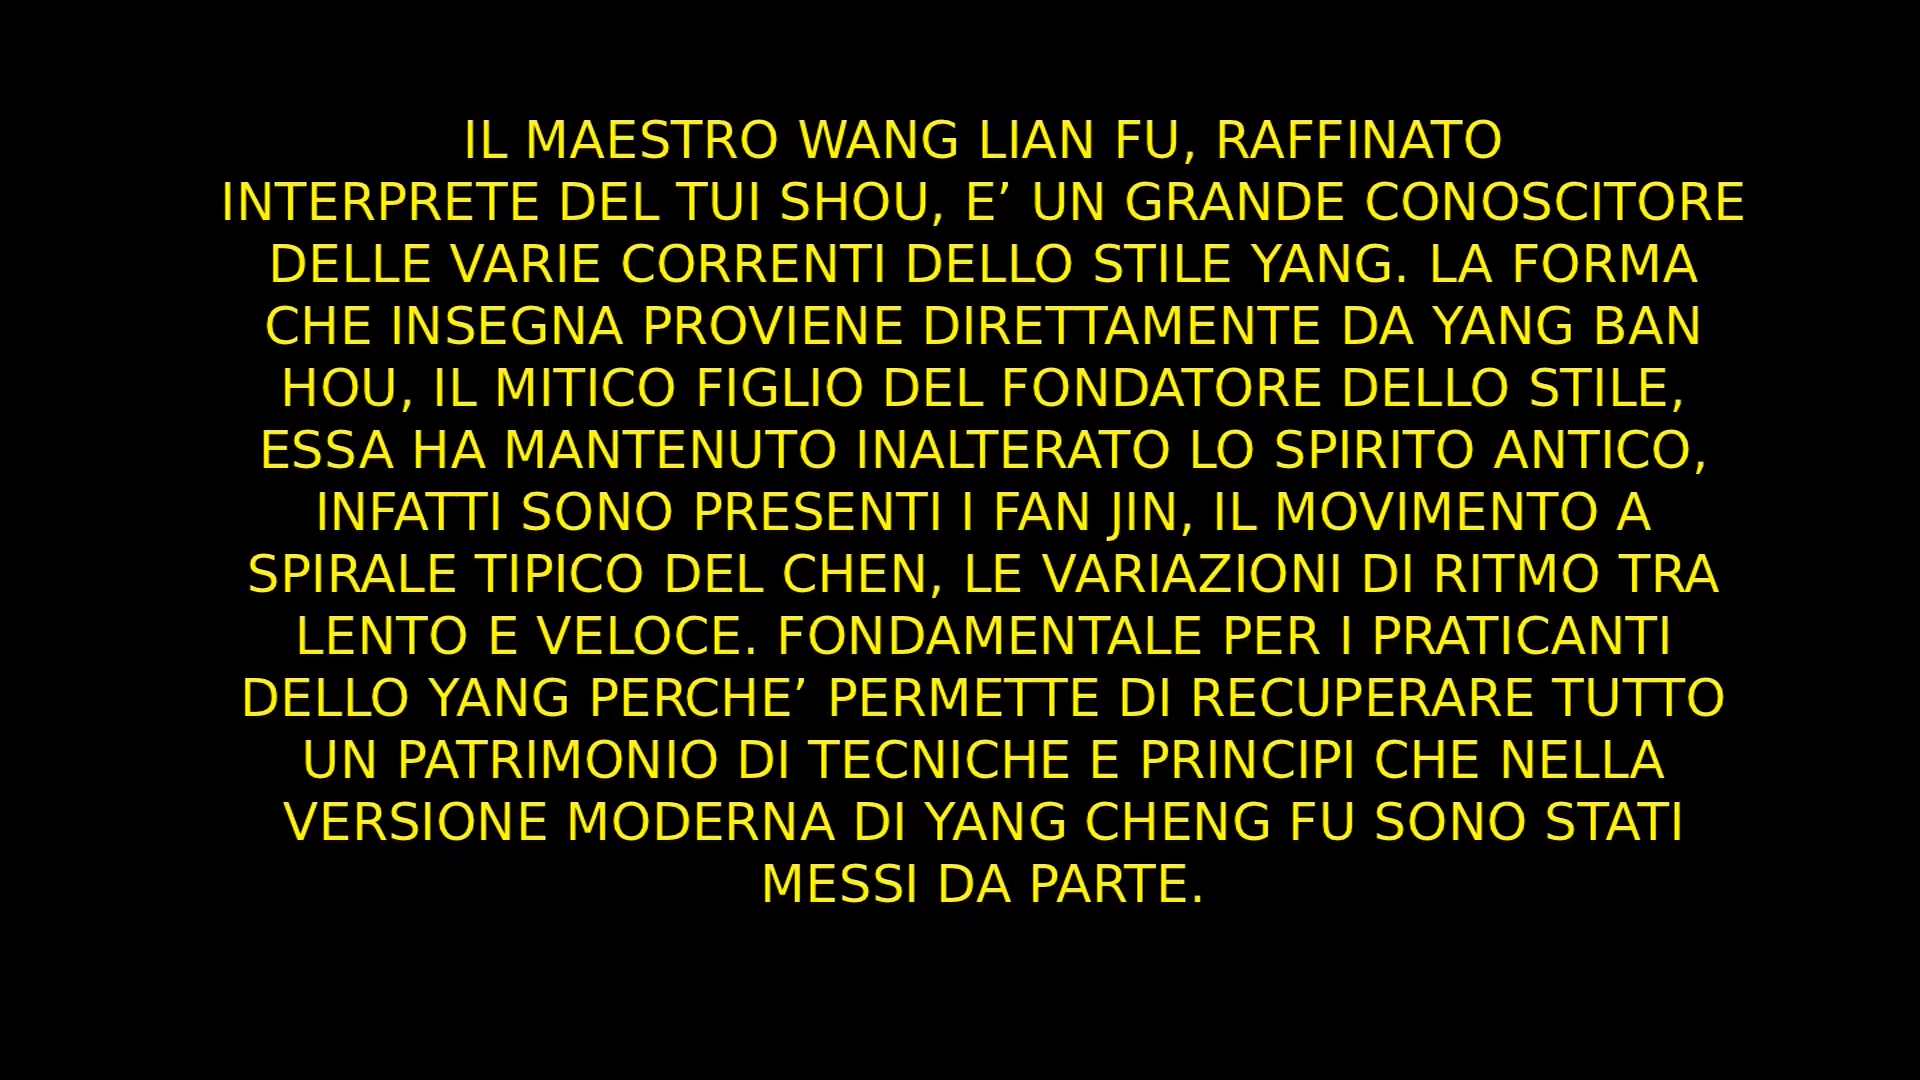 IL MAESTRO WANG LIAN FU, RAFFINATO
INTERPRETE DEL TUI SHOU, E’ UN GRANDE CONOSCITORE
DELLE VARIE CORRENTI DELLO STILE YANG. LA FORMA
CHE INSEGNA PROVIENE DIRETTAMENTE DA YANG BAN
HOU, IL MITICO FIGLIO DEL FONDATORE DELLO STILE,
ESSA HA MANTENUTO INALTERATO LO SPIRITO ANTICO,
INFATTI SONO PRESENTI I FAN JIN, IL MOVIMENTO A
SPIRALE TIPICO DEL CHEN, LE VARIAZIONI DI RITMO TRA
LENTO E VELOCE. FONDAMENTALE PER I PRATICANTI
DELLO YANG PERCHE’ PERMETTE DI RECUPERARE TUTTO
UN PATRIMONIO DI TECNICHE E PRINCIPI CHE NELLA
VERSIONE MODERNA DI YANG CHENG FU SONO STATI
MESSI DA PARTE.